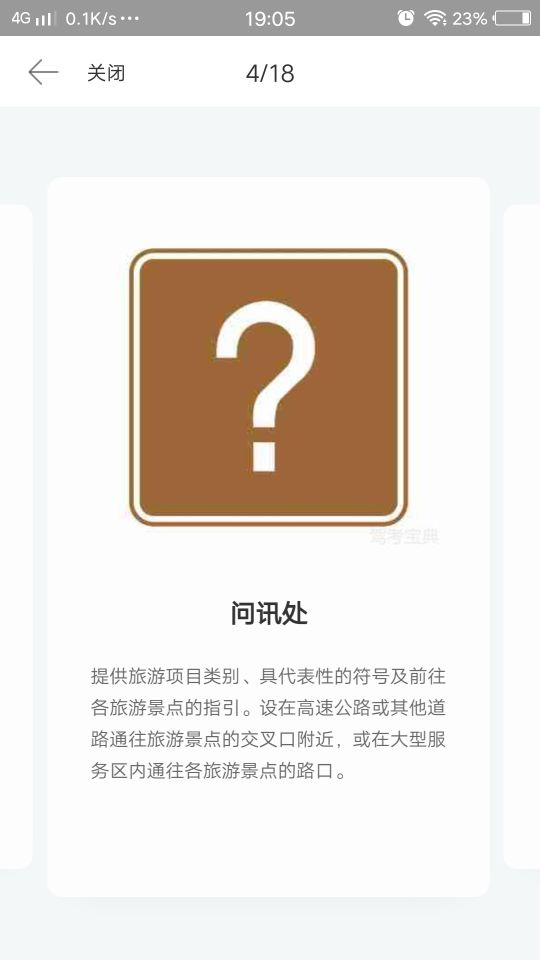 4G 0.1K/s... 19:05 23%
关闭 4/18
?
驾考宝典
问讯处
提供旅游项目类别、具代表性的符号及前往
各旅游景点的指引。设在高速公路或其他道
路通往旅游景点的交叉口附近，或在大型服
务区内通往各旅游景点的路口。